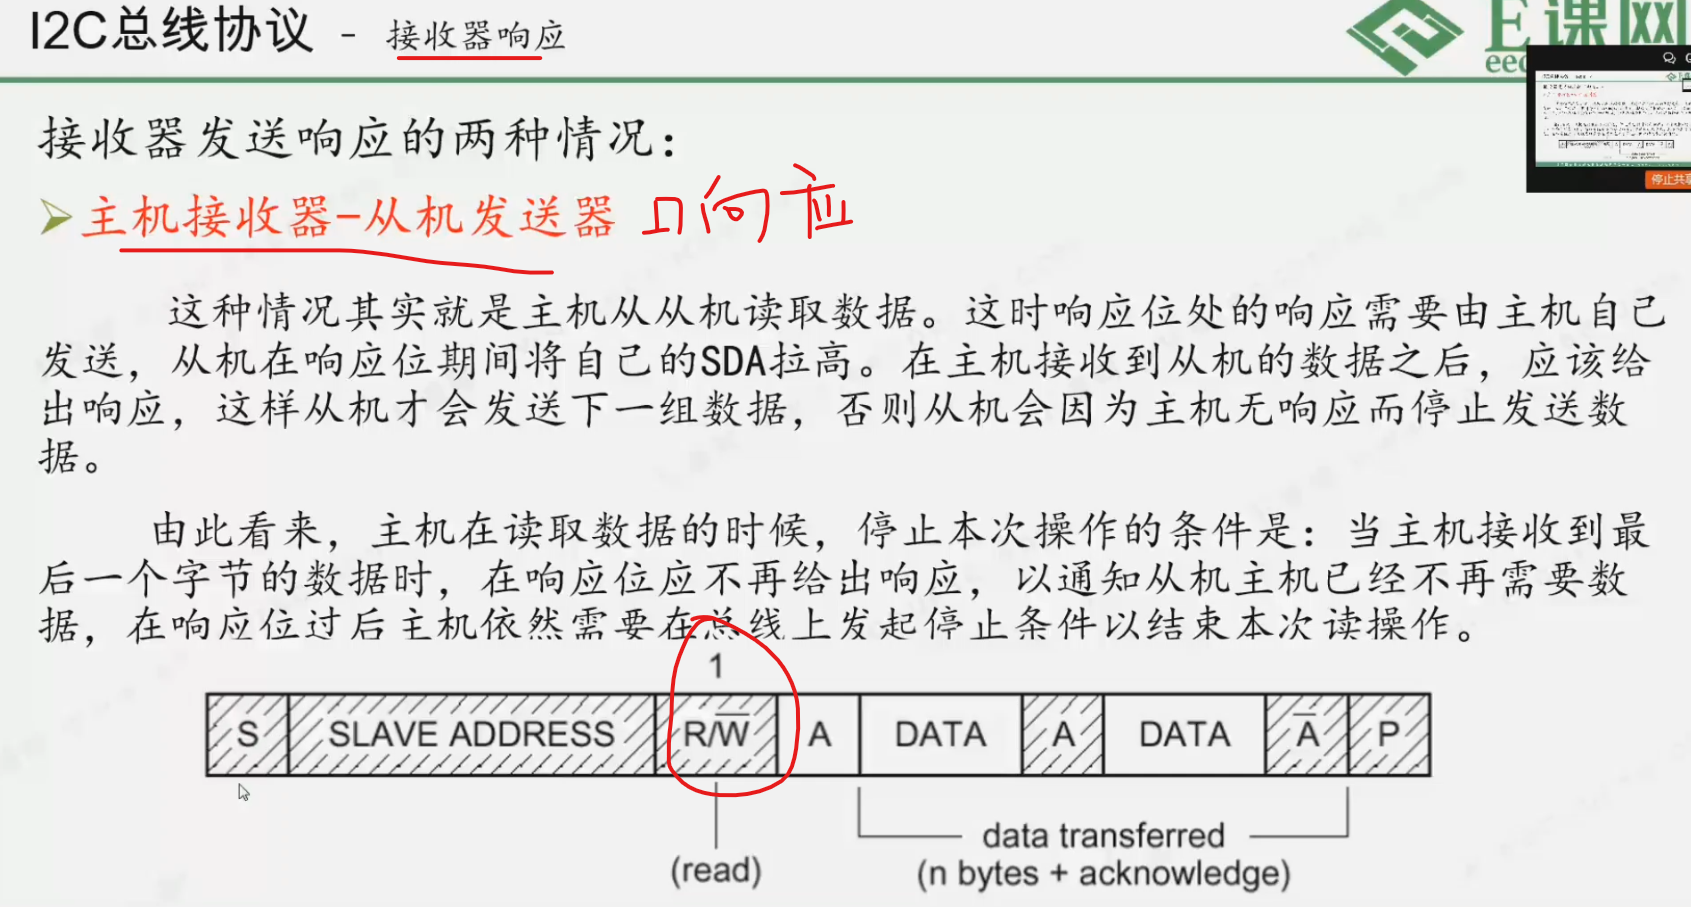 I2C总线协议 - 接收器响应
E课网
接收器发送响应的两种情况：
➢主机接收器-从机发送器 响应
这种情况其实就是主机从从机读取数据。这时响应位处的响应需要由主机自己
发送，从机在响应位期间将自己的SDA拉高。在主机接收到从机的数据之后，应该给
出响应，这样从机才会发送下一组数据，否则从机会因为主机无响应而停止发送数
据。
由此看来，主机在读取数据的时候，停止本次操作的条件是：当主机接收到最
后一个字节的数据时，在响应位应不再给出响应，以通知从机主机已经不再需要数
据，在响应位过后主机依然需要在总线上发起停止条件以结束本次读操作。
1
S SLAVE ADDRESS R/W̅ A DATA A DATA A̅ P
data transferred
(read) (n bytes + acknowledge)
停止共享